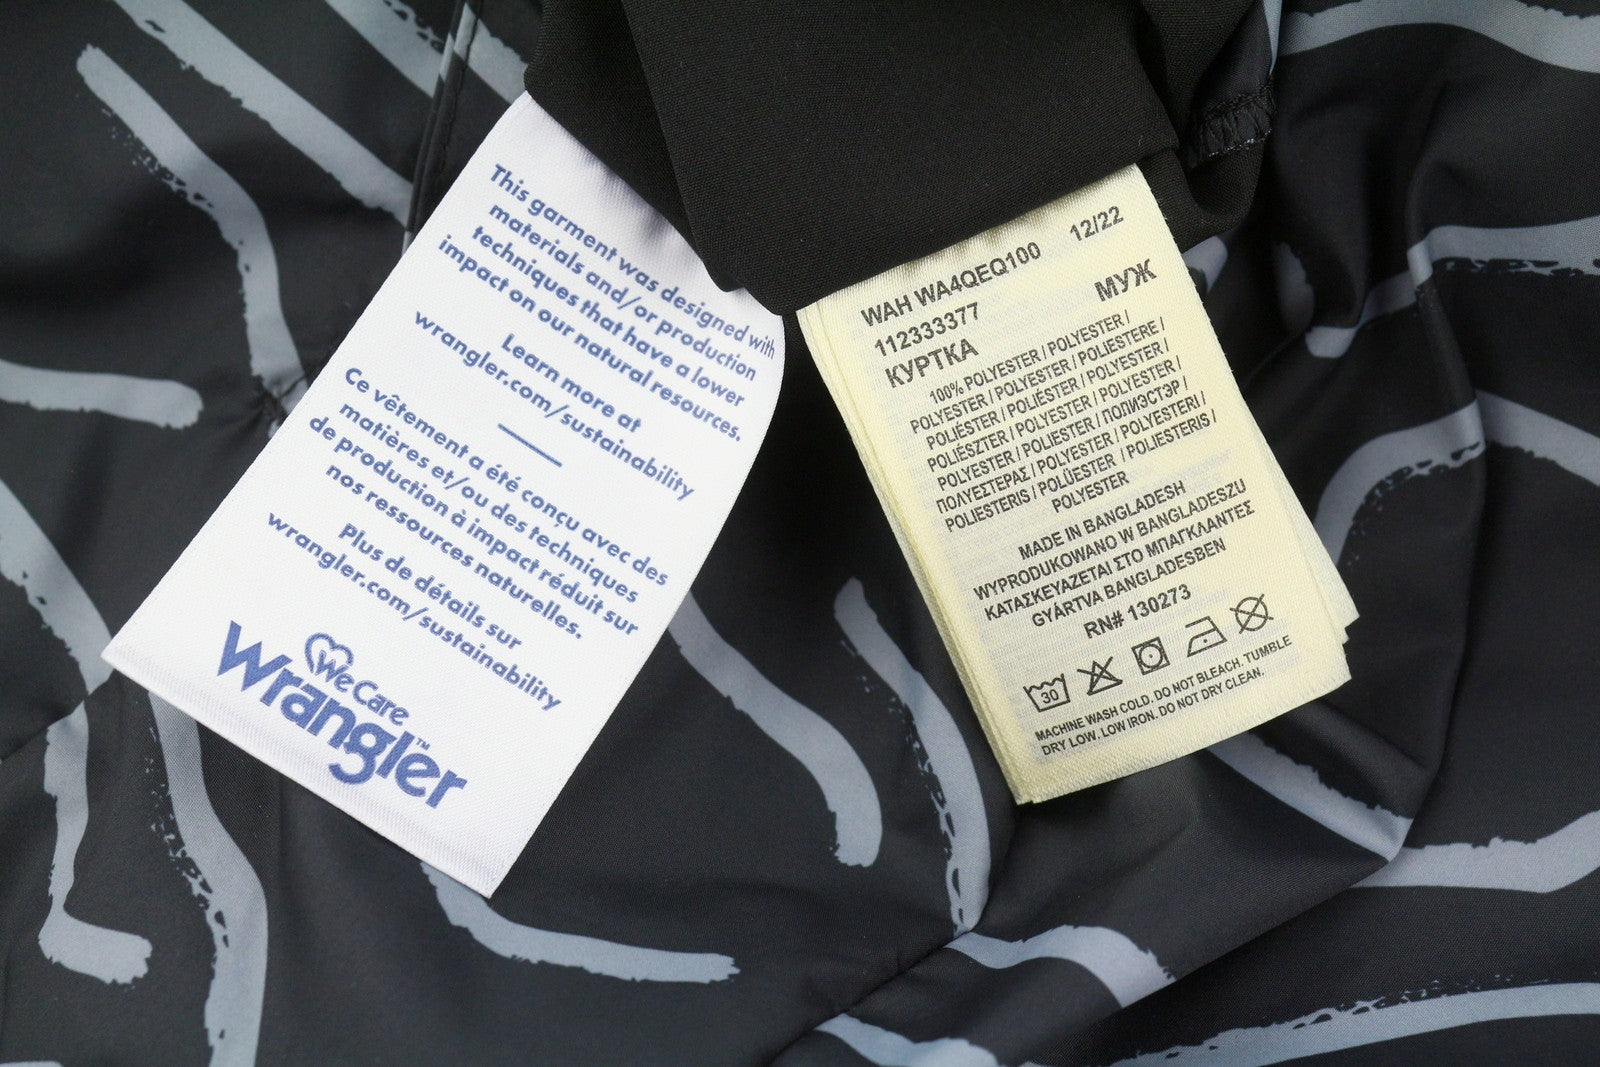 This garment was designed with
materials and/or production
techniques that have a lower
impact on our natural resources.
Learn more at
wrangler.com/sustainability
Ce vêtement a été conçu avec des
matières et/ou des techniques
de production à impact réduit sur
nos ressources naturelles.
Plus de détails sur
wrangler.com/sustainability
We Care
Wrangler™
WAH WA4QEQ100 12/22
112333377 МУЖ
КУРТКА
100% POLYESTER / POLYESTER /
POLYESTER / POLYESTER / POLIESTERE /
POLIÉSTER / POLIÉSTER / POLYESTER /
POLIÉSZTER / POLYESTER / POLYESTER /
POLYESTER / POLIESTER / ПОЛИЭСТЭР /
ΠΟΛΥΕΣΤΕΡΑΣ / POLYESTER / POLYESTERI /
POLIESTERIS / POLÜESTER / POLIESTERIS /
POLYESTER
MADE IN BANGLADESH
WYPRODUKOWANO W BANGLADESZU
ΚΑΤΑΣΚΕΥΑΖΕΤΑΙ ΣΤΟ ΜΠΑΓΚΛΑΝΤΕΣ
GYÁRTVA BANGLADESBEN
RN# 130273
30
MACHINE WASH COLD. DO NOT BLEACH. TUMBLE
DRY LOW. LOW IRON. DO NOT DRY CLEAN.